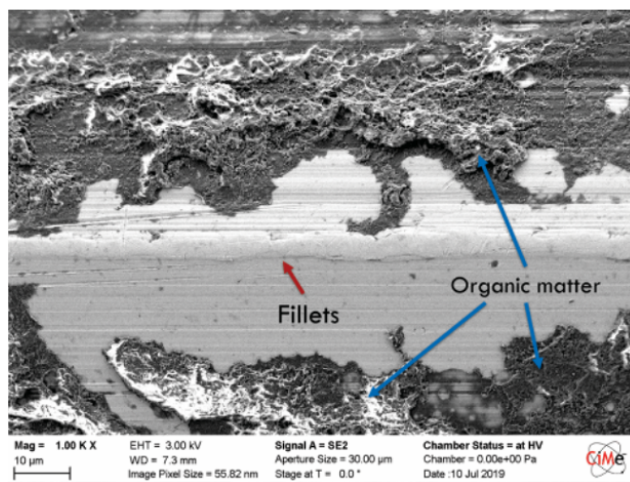 Organic matter
Fillets
Mag = 1.00 K X
10 µm
EHT = 3.00 kV
WD = 7.3 mm
Image Pixel Size = 55.82 nm
Signal A = SE2
Aperture Size = 30.00 µm
Stage at T = 0.0 °
Chamber Status = at HV
Chamber = 0.00e+00 Pa
Date :10 Jul 2019
CiMe